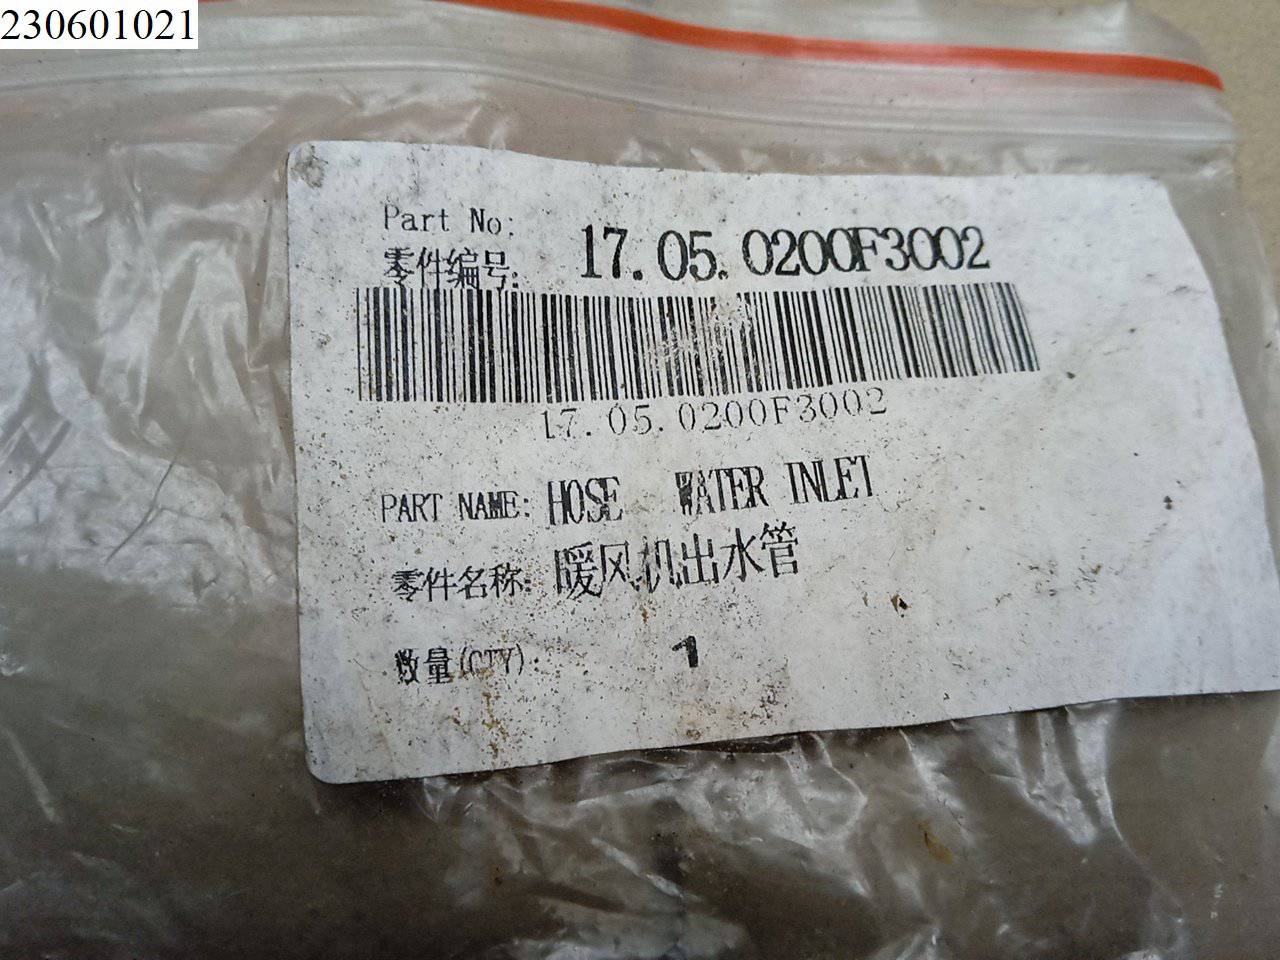 230601021
Part No:
零件编号: 17.05.0200F3002
17.05.0200F3002
PART NAME: HOSE WATER INLET
零件名称: 暖风机出水管
数量(QTY): 1